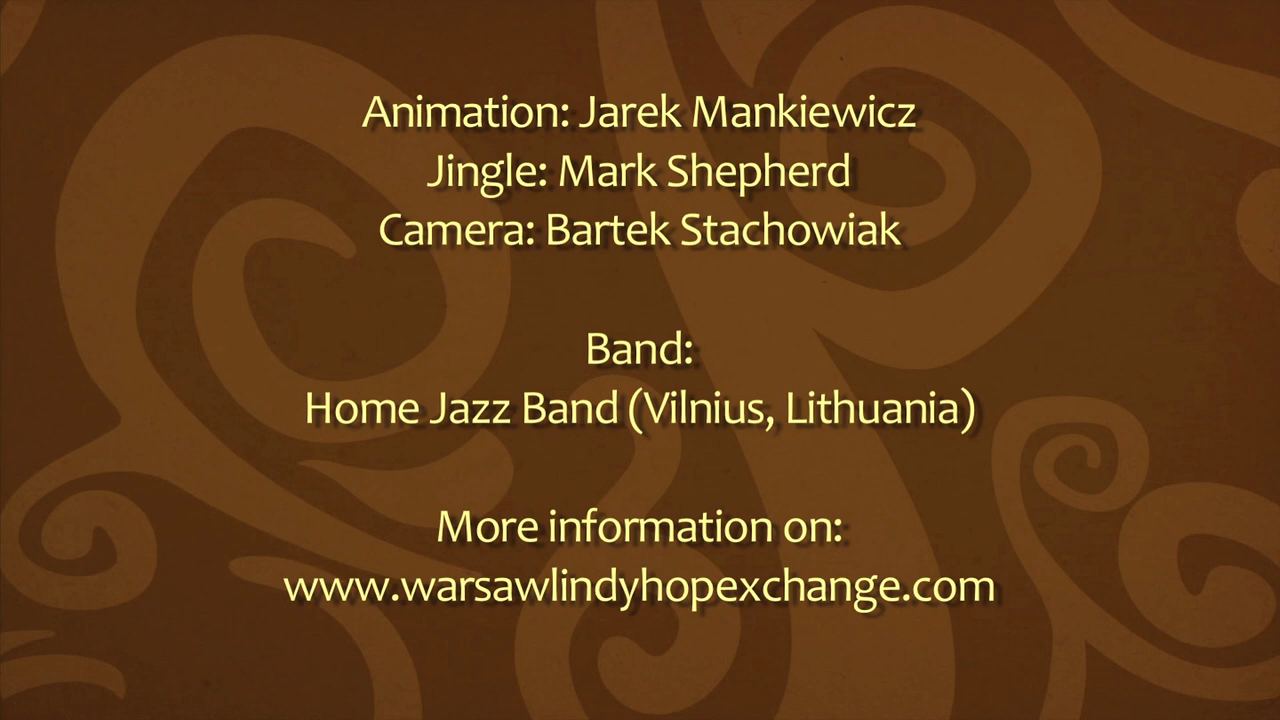 Animation: Jarek Mankiewicz
Jingle: Mark Shepherd
Camera: Bartek Stachowiak
Band:
Home Jazz Band (Vilnius, Lithuania)
More information on:
www.warsawlindyhopexchange.com